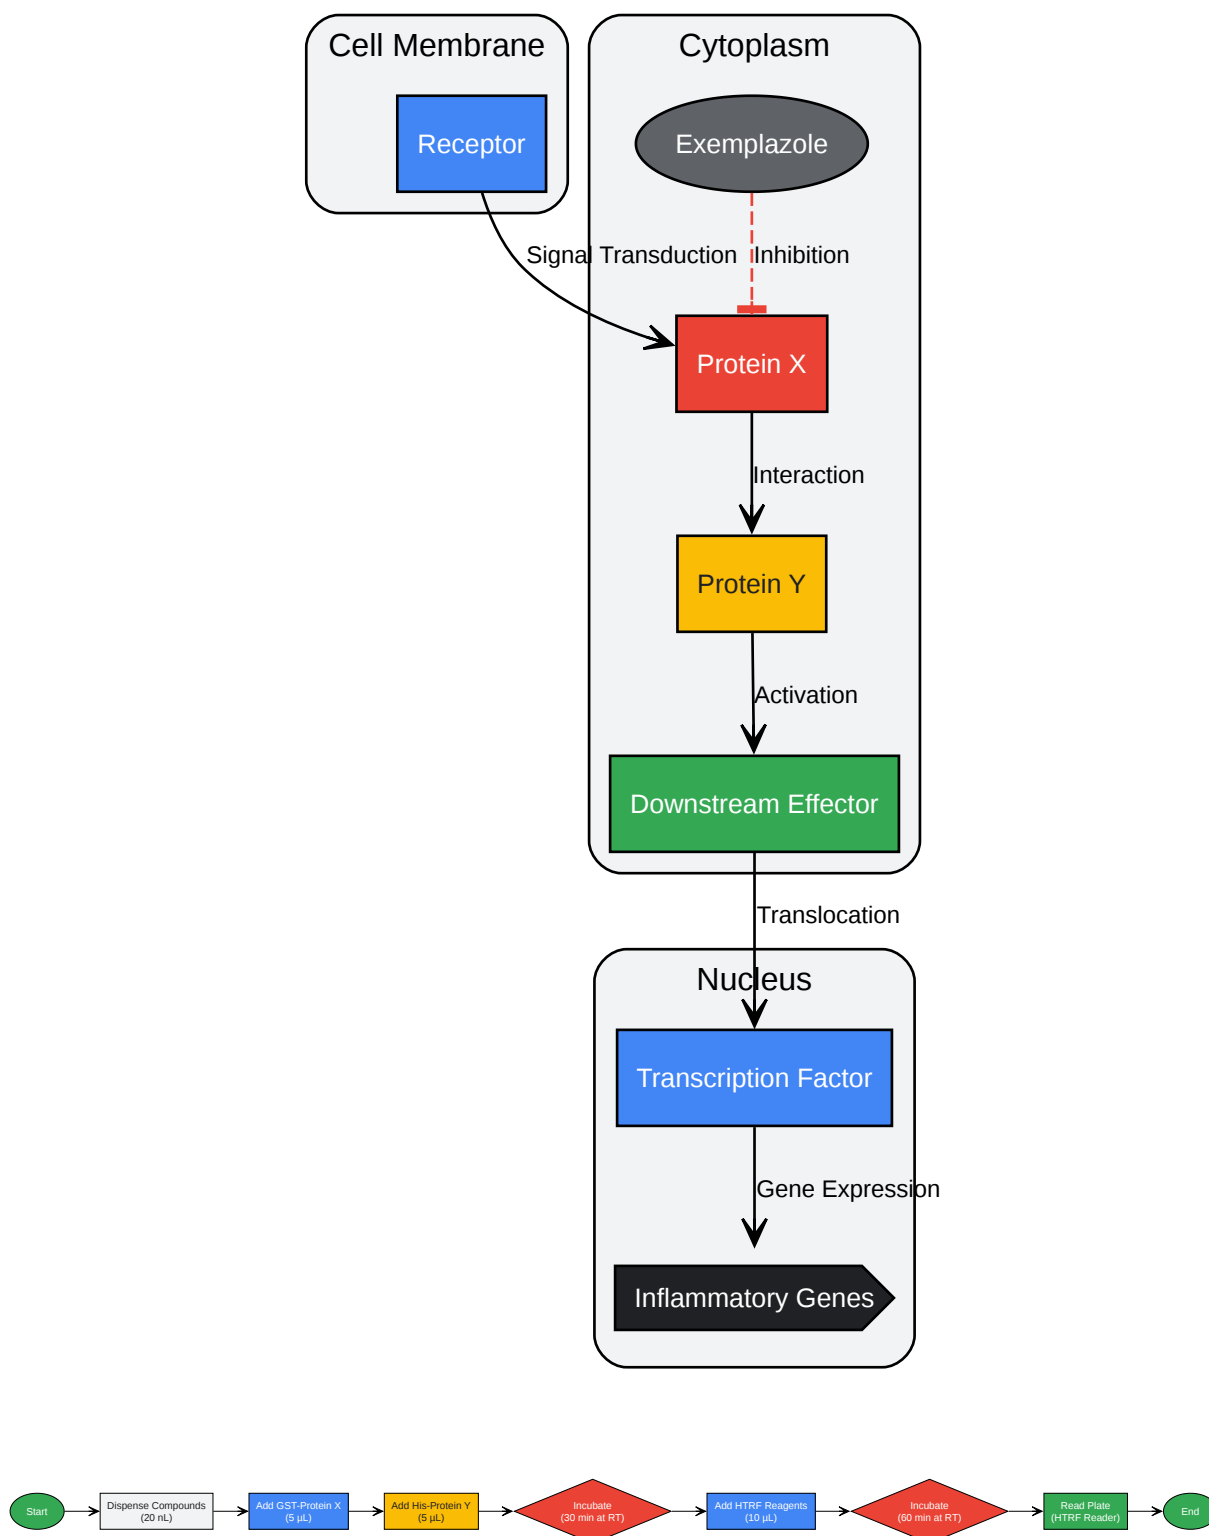 Cell Membrane
Cytoplasm
Receptor
Exemplazole
Signal Transduction
Inhibition
Protein X
Interaction
Protein Y
Activation
Downstream Effector
Translocation
Nucleus
Transcription Factor
Gene Expression
Inflammatory Genes
Start
Dispense Compounds
(20 nL)
Add GST-Protein X
(5 µL)
Add His-Protein Y
(5 µL)
Incubate
(30 min at RT)
Add HTRF Reagents
(10 µL)
Incubate
(60 min at RT)
Read Plate
(HTRF Reader)
End